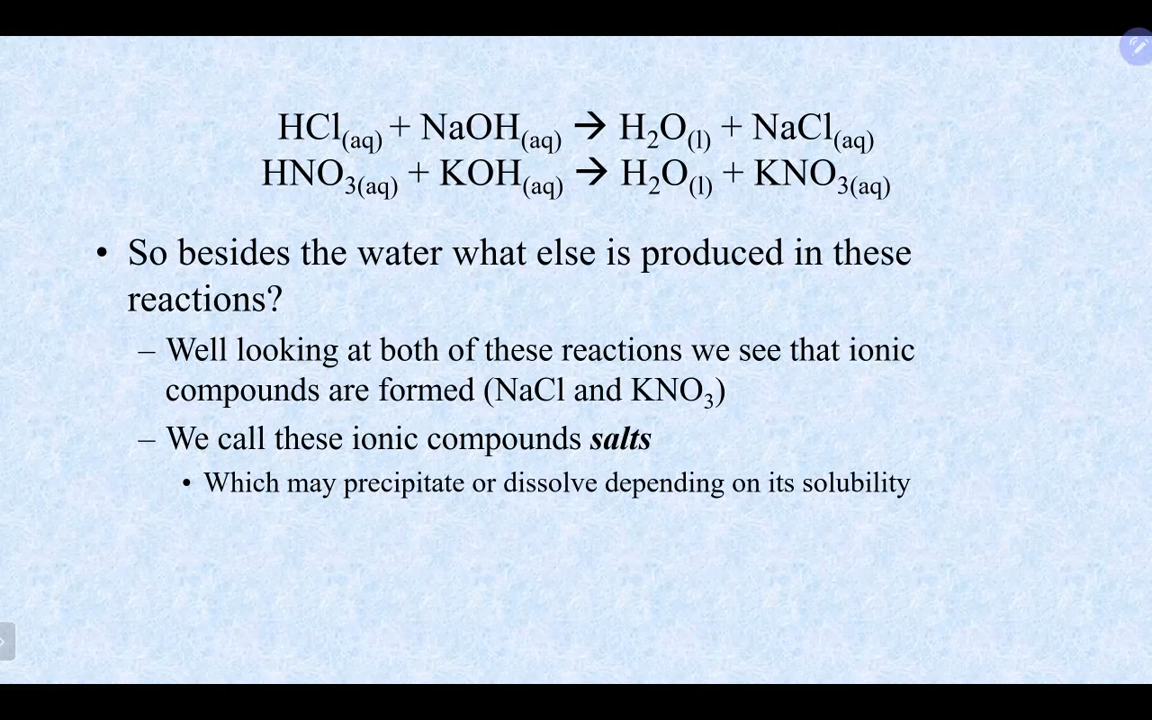 HCl(aq) + NaOH(aq) → H₂O(l) + NaCl(aq)
HNO₃(aq) + KOH(aq) → H₂O(l) + KNO₃(aq)
• So besides the water what else is produced in these
reactions?
– Well looking at both of these reactions we see that ionic
compounds are formed (NaCl and KNO₃)
– We call these ionic compounds salts
• Which may precipitate or dissolve depending on its solubility